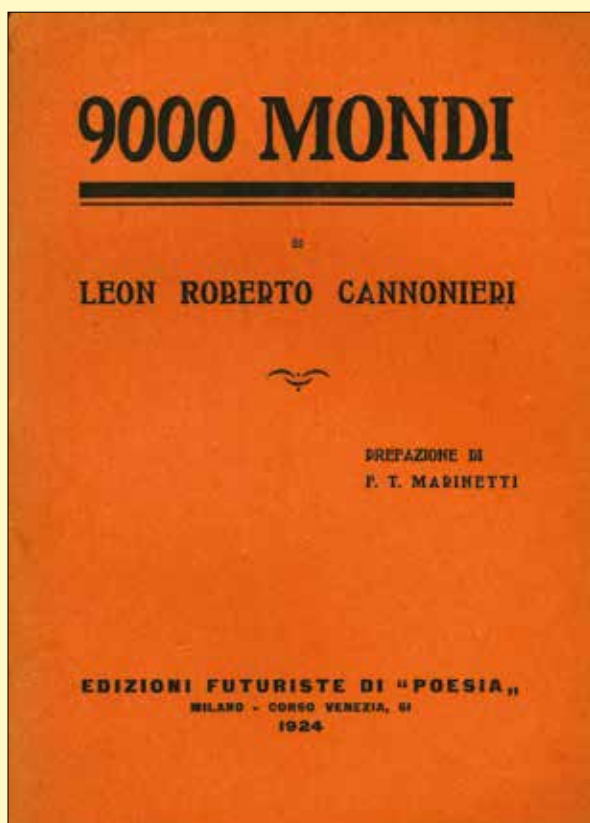 9000 MONDI
DI
LEON ROBERTO CANNONIERI
PREFAZIONE DI
F. T. MARINETTI
EDIZIONI FUTURISTE DI "POESIA„
MILANO - CORSO VENEZIA, 61
1924